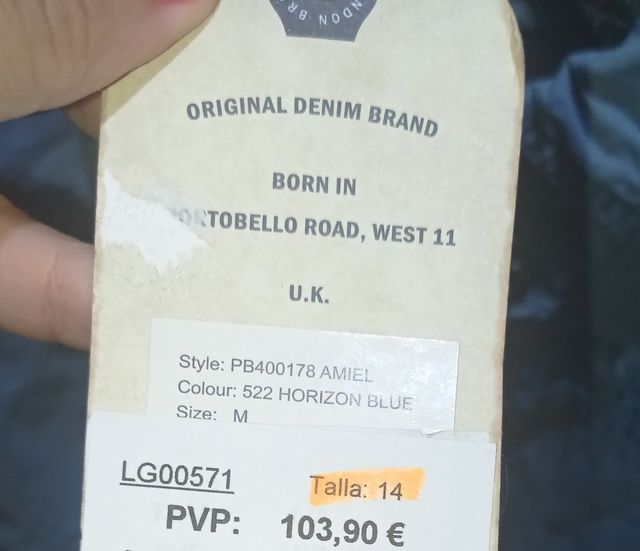 ORIGINAL DENIM BRAND
BORN IN
TOBELLO ROAD, WEST 11
U.K.
Style: PB400178 AMIEL
Colour: 522 HORIZON BLUE
Size: M
LG00571
Talla: 14
PVP: 103,90 €